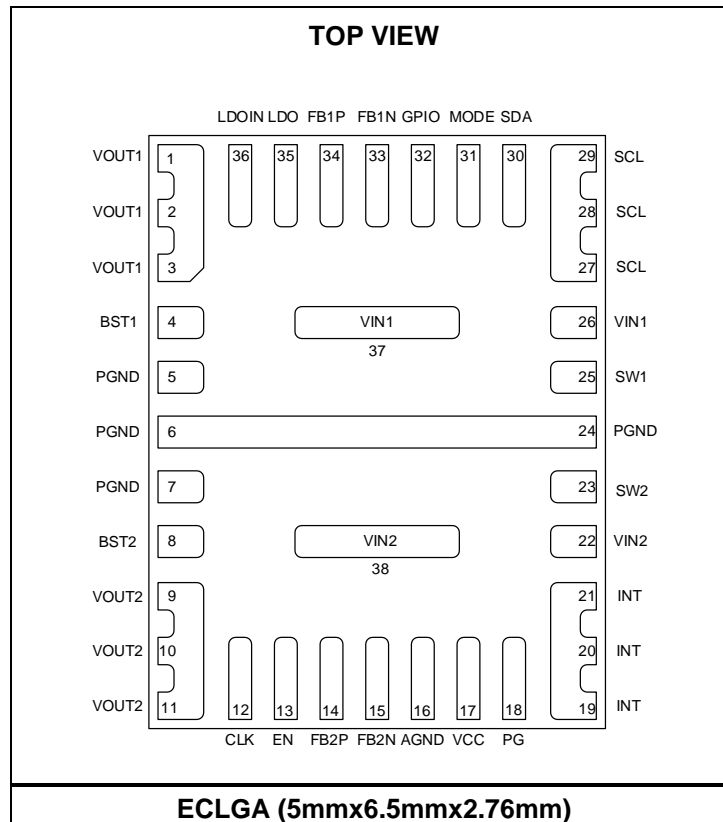 TOP VIEW
LDOIN LDO FB1P FB1N GPIO MODE SDA
VOUT1 1 36 35 34 33 32 31 30 29 SCL
VOUT1 2 28 SCL
VOUT1 3 27 SCL
BST1 4 VIN1 26 VIN1
37
PGND 5 25 SW1
PGND 6 24 PGND
PGND 7 23 SW2
BST2 8 VIN2 22 VIN2
38
VOUT2 9 21 INT
VOUT2 10 20 INT
VOUT2 11 12 13 14 15 16 17 18 19 INT
CLK EN FB2P FB2N AGND VCC PG
ECLGA (5mmx6.5mmx2.76mm)